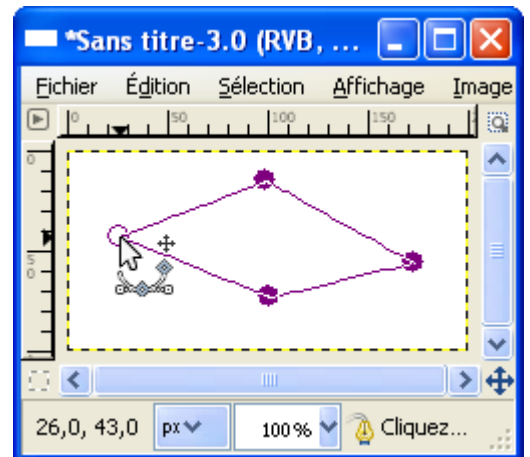 *Sans titre-3.0 (RVB, ...
Fichier Édition Sélection Affichage Image
0 50 100 150
0
50
26,0, 43,0 px 100 % Cliquez...